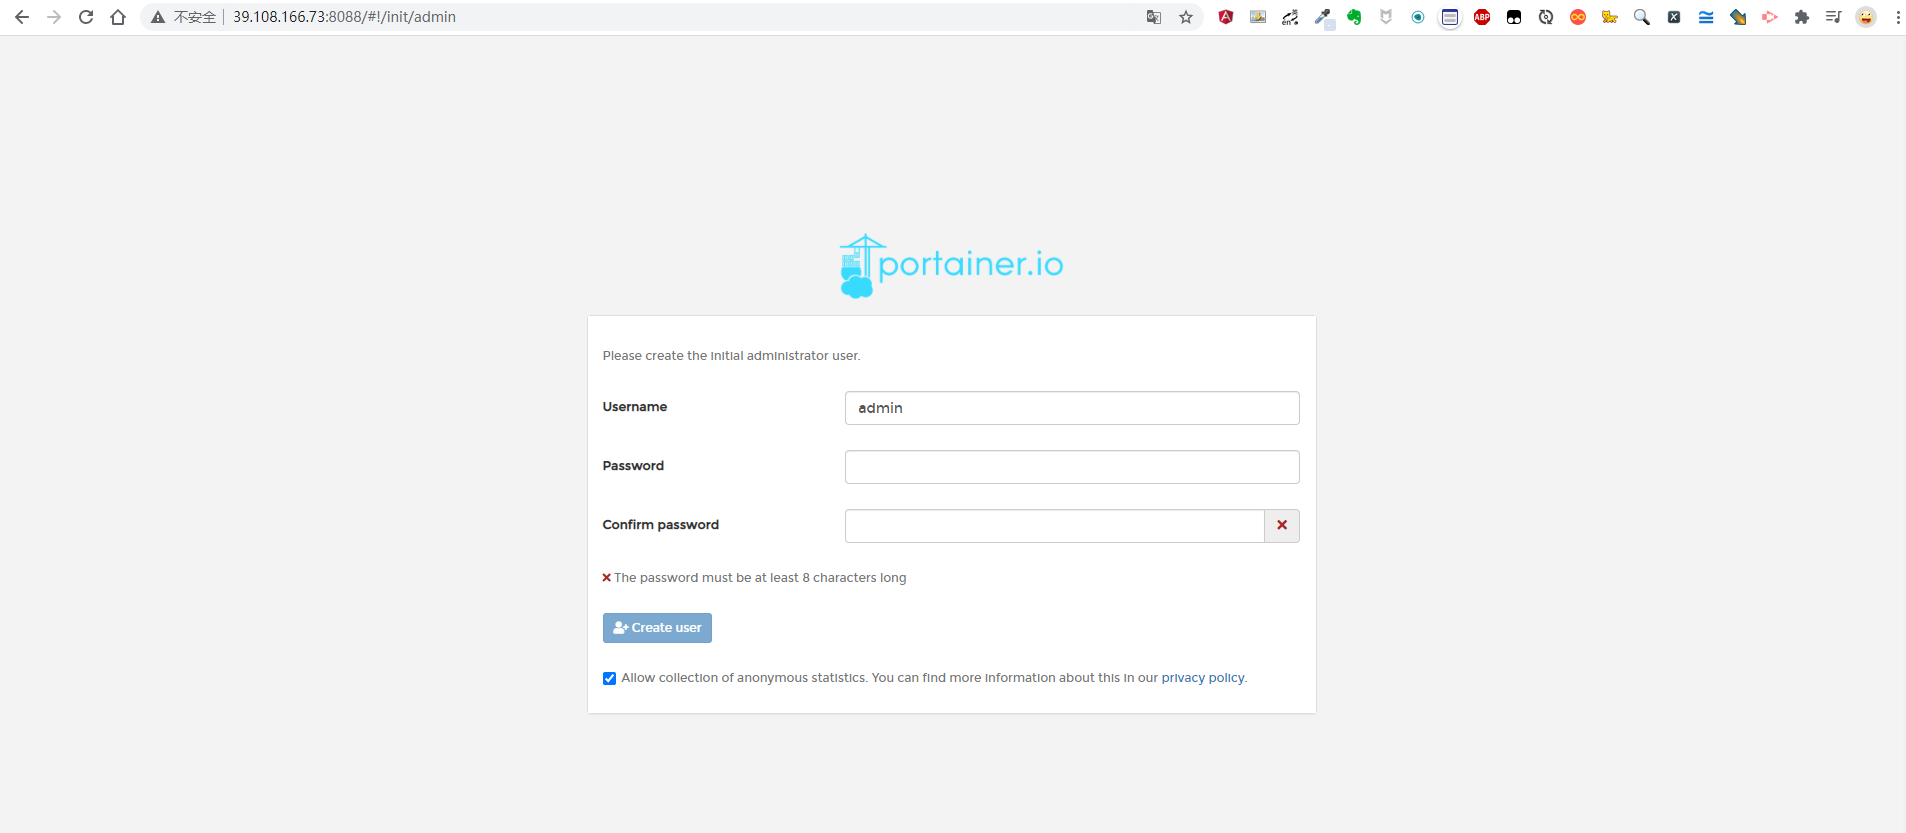 不安全 39.108.166.73:8088/#!/init/admin
portainer.io
Please create the initial administrator user.
Username admin
Password
Confirm password
The password must be at least 8 characters long
Create user
Allow collection of anonymous statistics. You can find more information about this in our privacy policy.